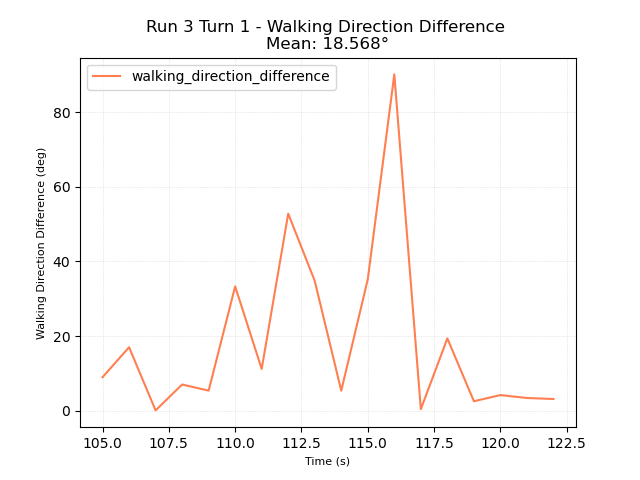 Run 3 Turn 1 - Walking Direction Difference
Mean: 18.568°
walking_direction_difference
Walking Direction Difference (deg)
80
60
40
20
0
105.0 107.5 110.0 112.5 115.0 117.5 120.0 122.5
Time (s)